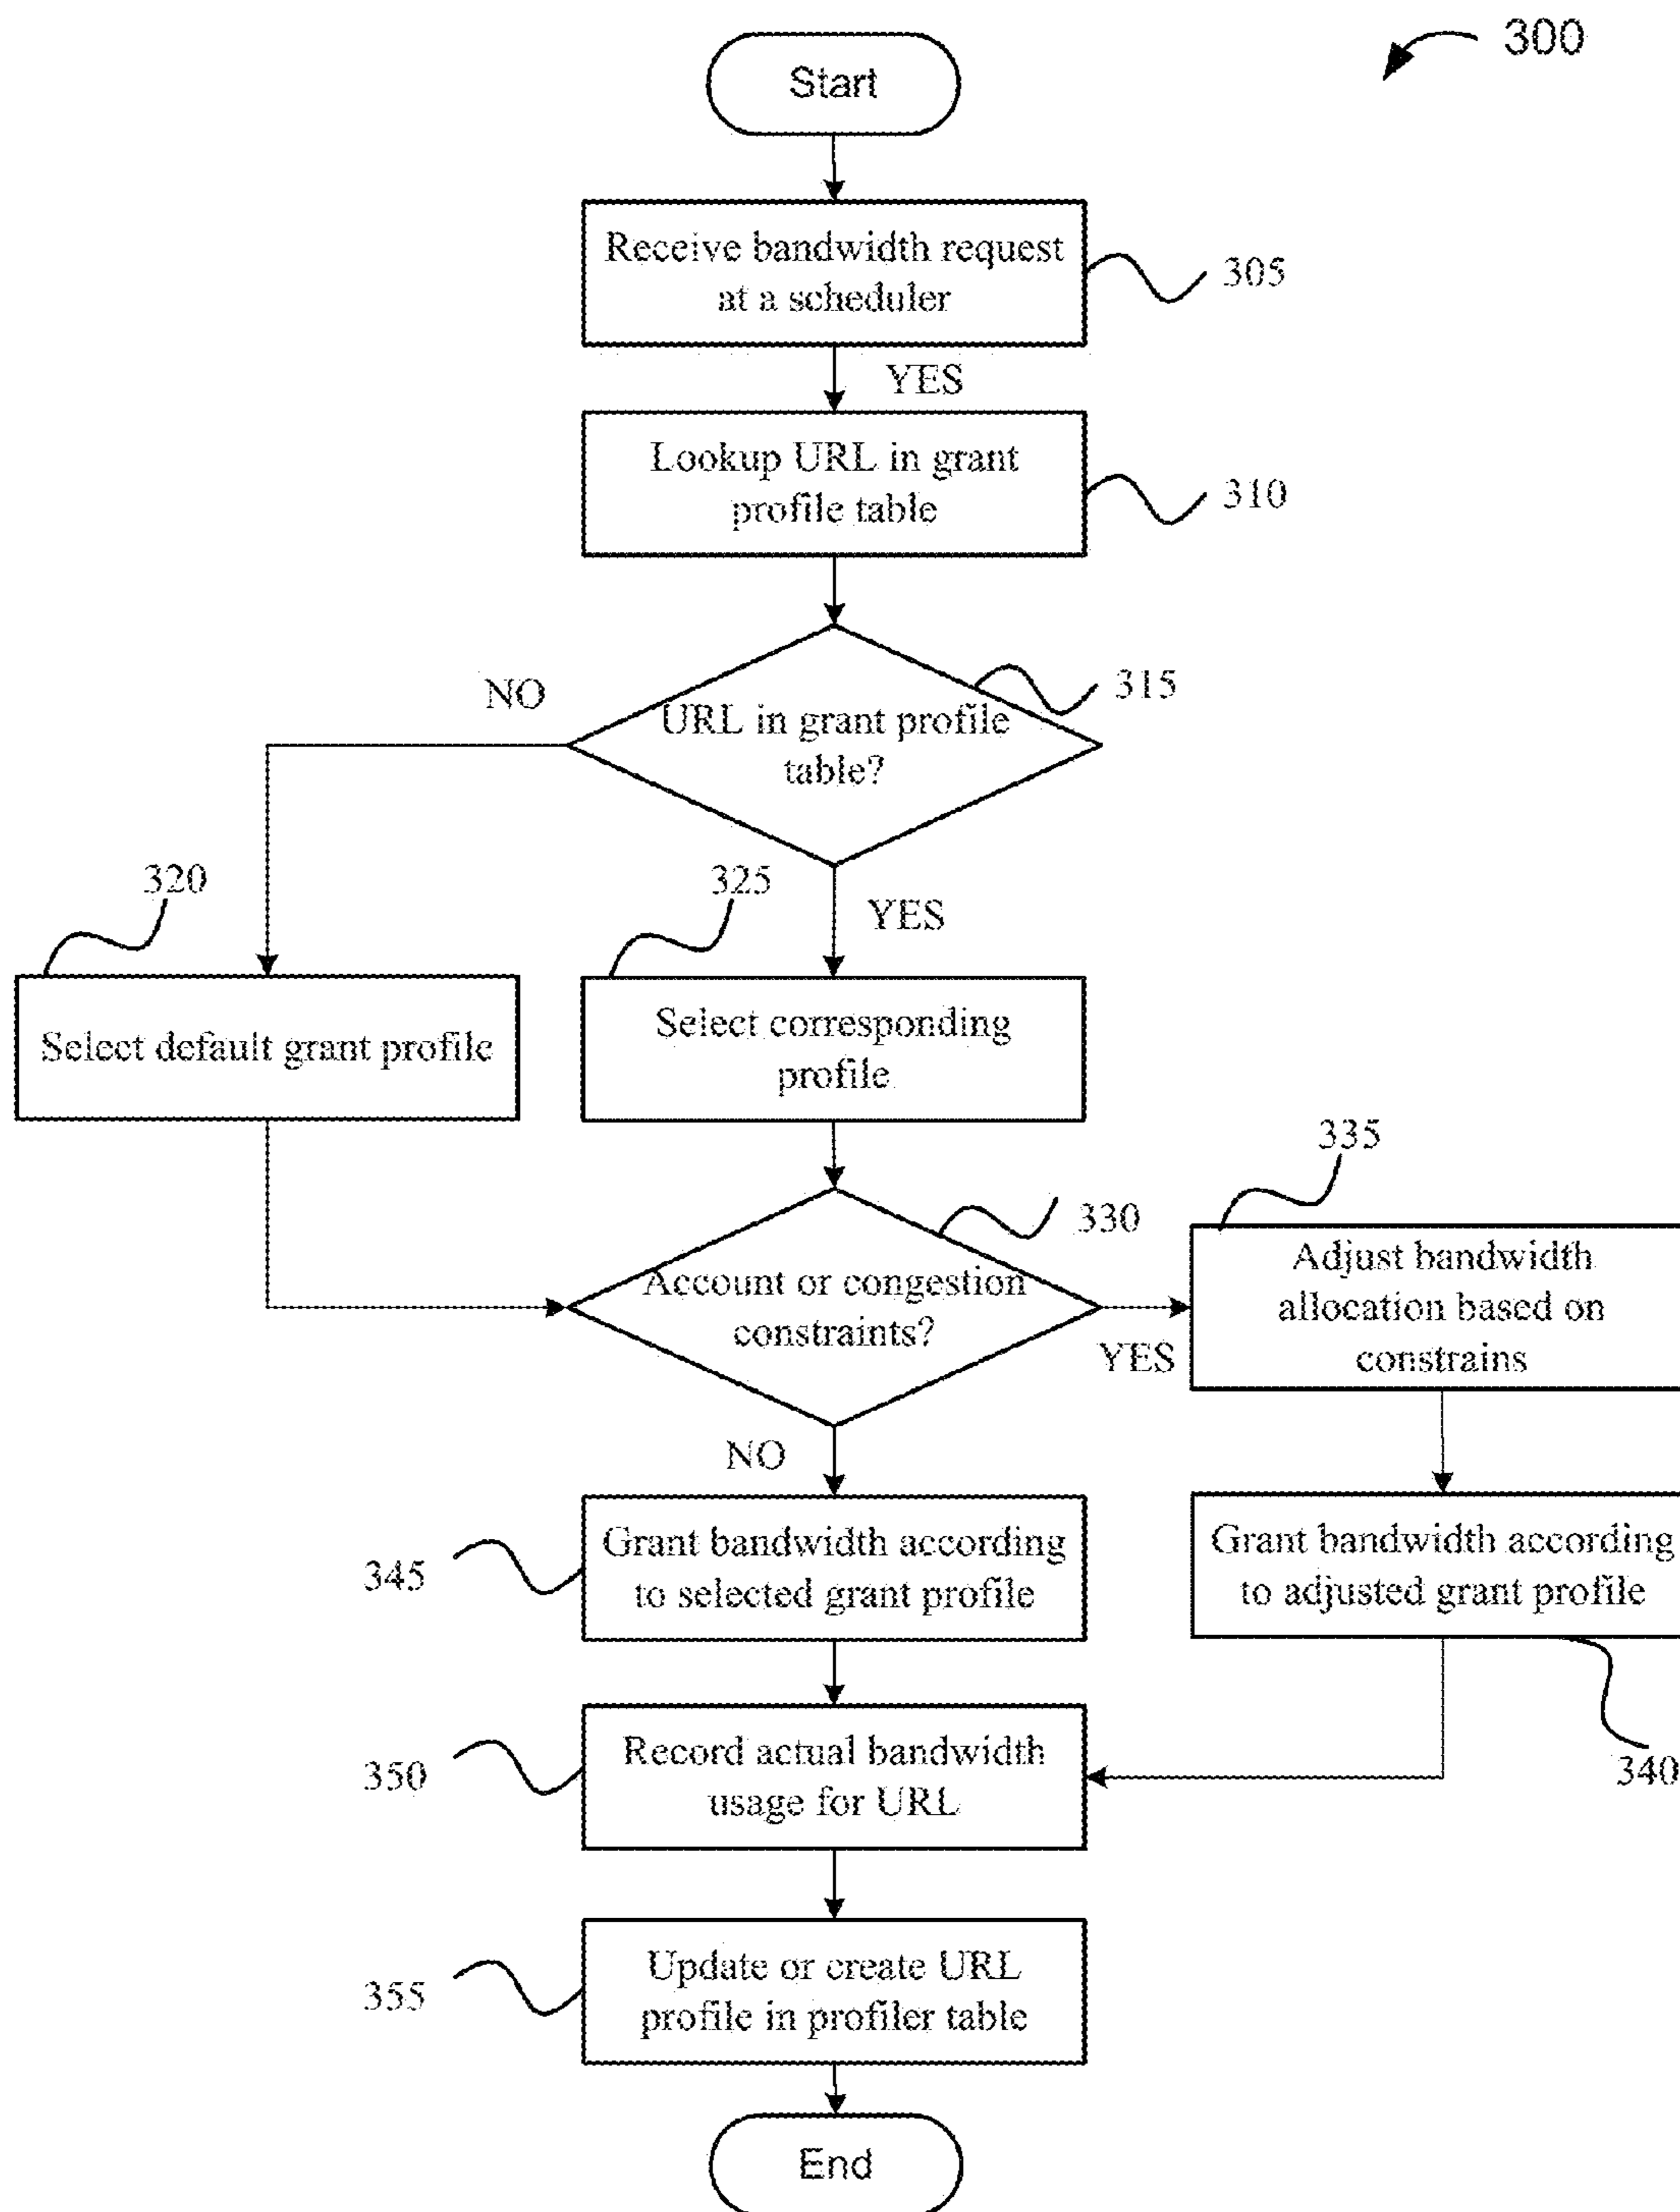 300
Start
Receive bandwidth request
at a scheduler
305
YES
Lookup URL in grant
profile table
310
NO
315
URL in grant profile
table?
320
325
YES
Select default grant profile
Select corresponding
profile
335
330
Account or congestion
constraints?
YES
Adjust bandwidth
allocation based on
constrains
NO
345
Grant bandwidth according
to selected grant profile
Grant bandwidth according
to adjusted grant profile
340
350
Record actual bandwidth
usage for URL
355
Update or create URL
profile in profiler table
End